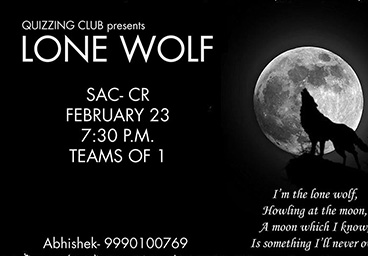 QUIZZING CLUB presents
LONE WOLF
SAC- CR
FEBRUARY 23
7:30 P.M.
TEAMS OF 1
I'm the lone wolf,
Howling at the moon,
A moon which I know,
Is something I'll never
Abhishek- 9990100769